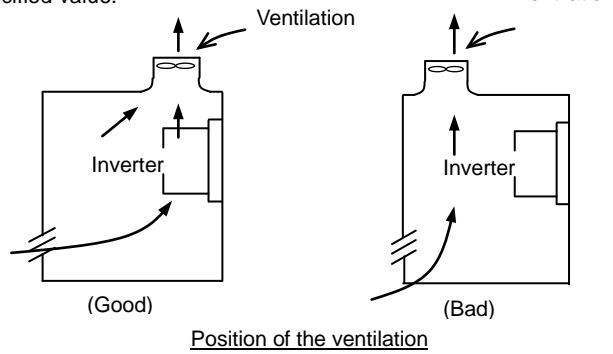 Ventilation
Inverter
Inverter
(Good)
(Bad)
Position of the ventilation